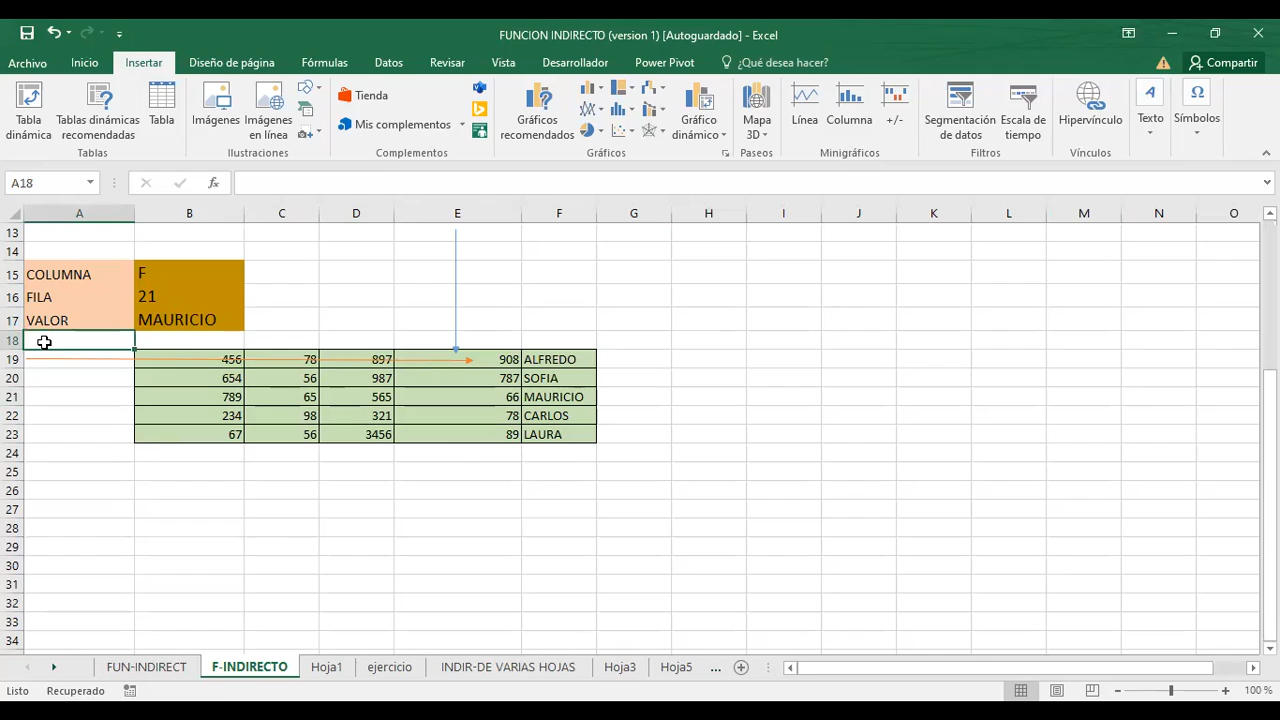 FUNCION INDIRECTO (version 1) [Autoguardado] - Excel
Archivo Inicio Insertar Diseño de página Fórmulas Datos Revisar Vista Desarrollador Power Pivot ¿Qué desea hacer? Compartir
Tabla dinámica
Tablas dinámicas recomendadas
Tabla
Imágenes
Imágenes en línea
Tienda
Mis complementos
Gráficos recomendados
Gráfico dinámico
Mapa 3D
Línea
Columna
+/-
Segmentación de datos
Escala de tiempo
Hipervínculo
Texto
Símbolos
Tablas Ilustraciones Complementos Gráficos Paseos Minigráficos Filtros Vínculos
A18 fx
A B C D E F G H I J K L M N O
13
14
15 COLUMNA F
16 FILA 21
17 VALOR MAURICIO
18
19 456 78 897 908 ALFREDO
20 654 56 987 787 SOFIA
21 789 65 565 66 MAURICIO
22 234 98 321 78 CARLOS
23 67 56 3456 89 LAURA
24
25
26
27
28
29
30
31
32
33
34
FUN-INDIRECT F-INDIRECTO Hoja1 ejercicio INDIR-DE VARIAS HOJAS Hoja3 Hoja5 ...
Listo Recuperado 100 %